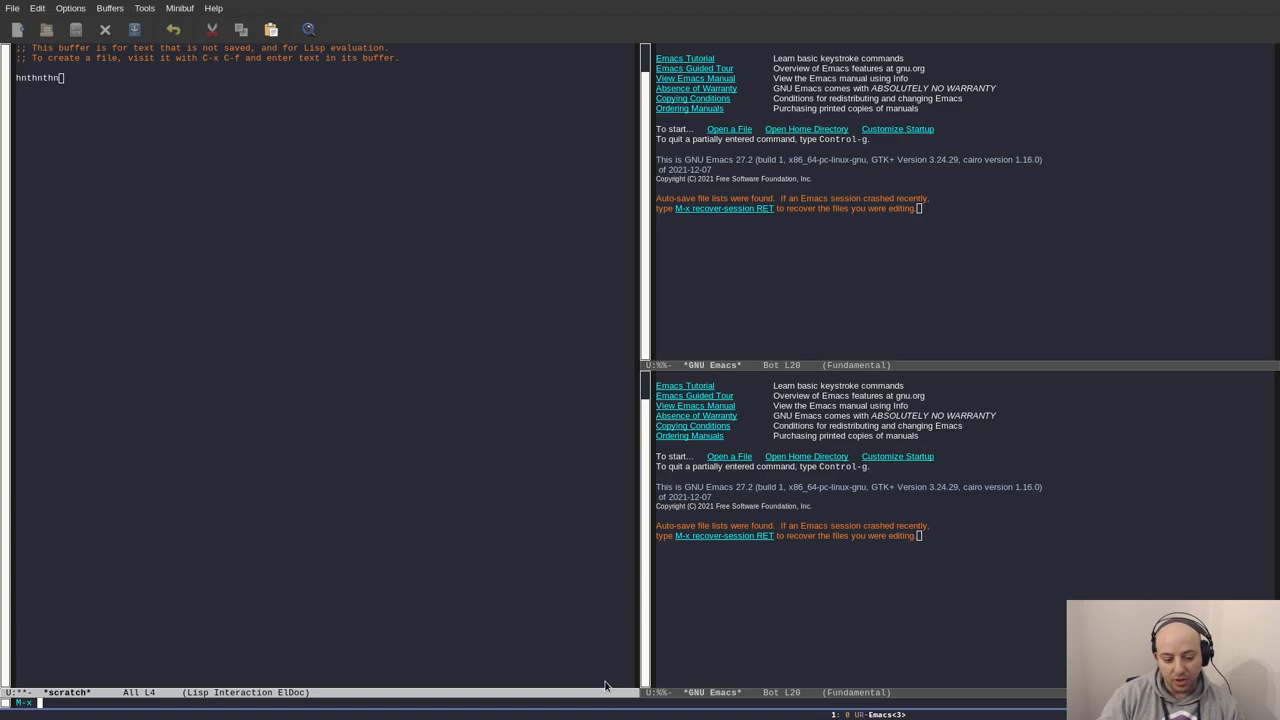 File Edit Buffers Tools Minibuf Help
;; This buffer is for text that is not saved, and for Lisp evaluation.
;; To create a file, visit it with C-x C-f and enter text in its buffer.
hnthnthn
U:**- *scratch* All L4 (Lisp Interaction ElDoc)
M-x
Emacs Tutorial Learn basic keystroke commands
Emacs Guided Tour Overview of Emacs features at gnu.org
View Emacs Manual View the Emacs manual using Info
Absence of Warranty GNU Emacs comes with ABSOLUTELY NO WARRANTY
Copying Conditions Conditions for redistributing and changing Emacs
Ordering Manuals Purchasing printed copies of manuals
To start... Open a File Open Home Directory Customize Startup
To quit a partially entered command, type Control-g.
This is GNU Emacs 27.2 (build 1, x86_64-pc-linux-gnu, GTK+ Version 3.24.29, cairo version 1.16.0)
of 2021-12-07
Copyright (C) 2021 Free Software Foundation, Inc.
Auto-save file lists were found. If an Emacs session crashed recently,
type M-x recover-session RET to recover the files you were editing.
U:%%- *GNU Emacs* Bot L20 (Fundamental)
Emacs Tutorial Learn basic keystroke commands
Emacs Guided Tour Overview of Emacs features at gnu.org
View Emacs Manual View the Emacs manual using Info
Absence of Warranty GNU Emacs comes with ABSOLUTELY NO WARRANTY
Copying Conditions Conditions for redistributing and changing Emacs
Ordering Manuals Purchasing printed copies of manuals
To start... Open a File Open Home Directory Customize Startup
To quit a partially entered command, type Control-g.
This is GNU Emacs 27.2 (build 1, x86_64-pc-linux-gnu, GTK+ Version 3.24.29, cairo version 1.16.0)
of 2021-12-07
Copyright (C) 2021 Free Software Foundation, Inc.
Auto-save file lists were found. If an Emacs session crashed recently,
type M-x recover-session RET to recover the files you were editing.
U:%%- *GNU Emacs* Bot L20 (Fundamental)
1: 0 UR-Emacs<3>